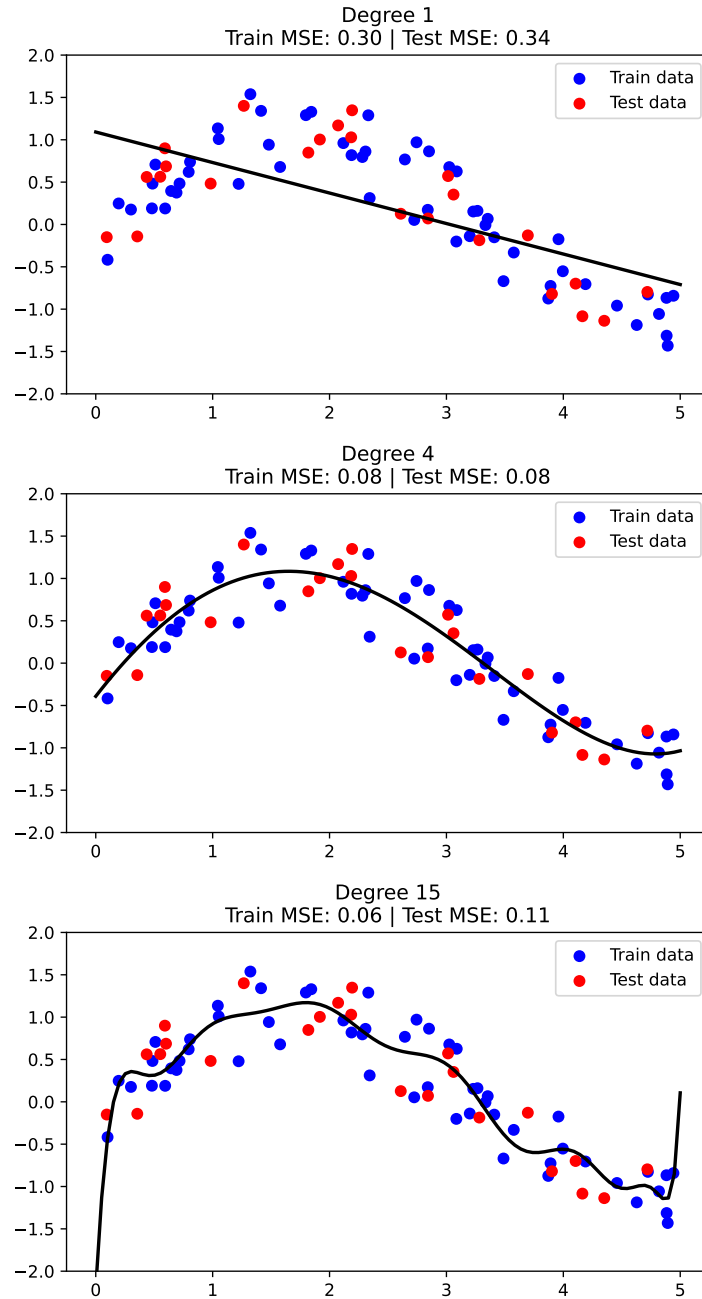 Degree 1
Train MSE: 0.30 | Test MSE: 0.34
2.0
1.5
1.0
0.5
0.0
−0.5
−1.0
−1.5
−2.0
Train data
Test data
0 1 2 3 4 5
Degree 4
Train MSE: 0.08 | Test MSE: 0.08
2.0
1.5
1.0
0.5
0.0
−0.5
−1.0
−1.5
−2.0
Train data
Test data
0 1 2 3 4 5
Degree 15
Train MSE: 0.06 | Test MSE: 0.11
2.0
1.5
1.0
0.5
0.0
−0.5
−1.0
−1.5
−2.0
Train data
Test data
0 1 2 3 4 5